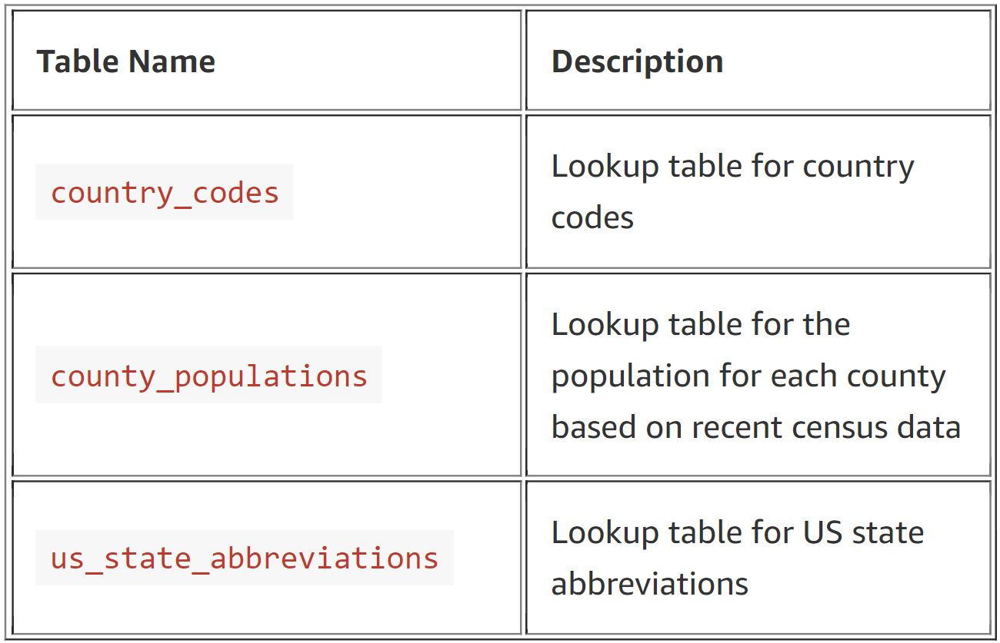 Table Name
Description
country_codes
Lookup table for country
codes
county_populations
Lookup table for the
population for each county
based on recent census data
us_state_abbreviations
Lookup table for US state
abbreviations